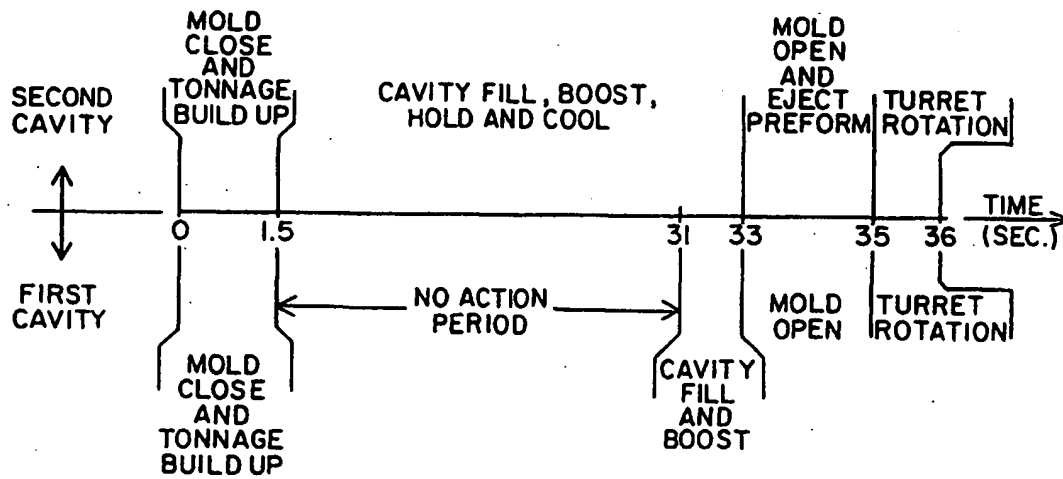 MOLD
CLOSE
AND
TONNAGE
BUILD UP
SECOND
CAVITY
CAVITY FILL, BOOST,
HOLD AND COOL
MOLD
OPEN
AND
EJECT
PREFORM
TURRET
ROTATION
0
1.5
31
33
35
36
TIME
(SEC.)
FIRST
CAVITY
MOLD
CLOSE
AND
TONNAGE
BUILD UP
NO ACTION
PERIOD
CAVITY
FILL
AND
BOOST
MOLD
OPEN
TURRET
ROTATION